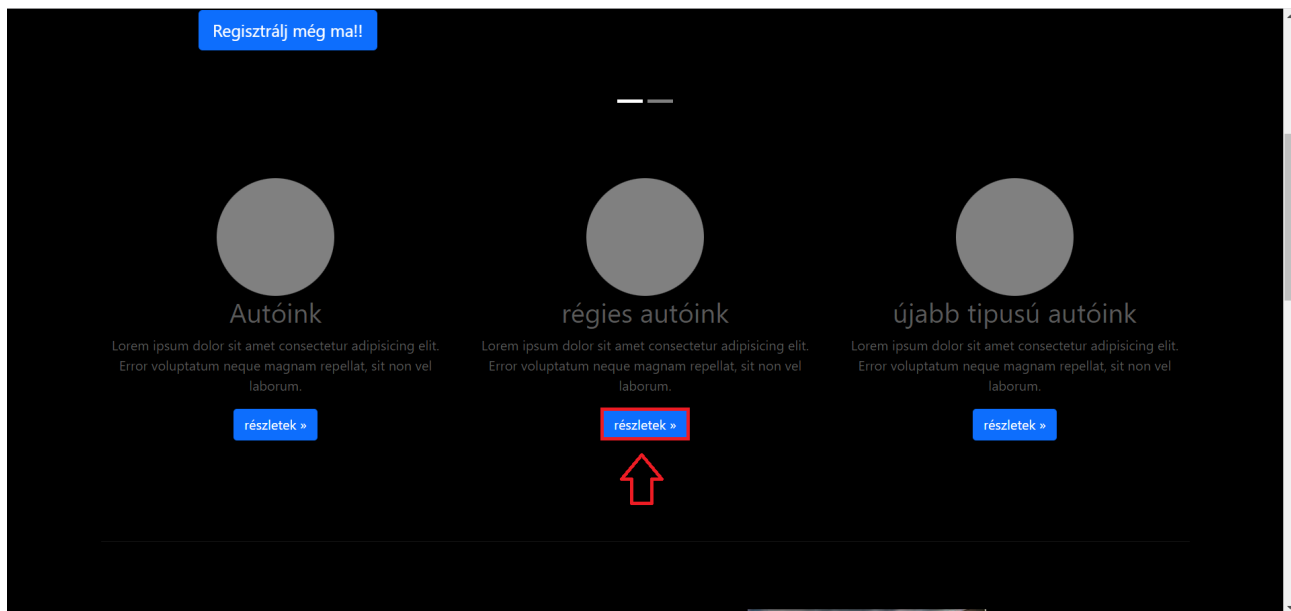 Regisztrálj még ma!!
Autóink
Lorem ipsum dolor sit amet consectetur adipisicing elit.
Error voluptatum neque magnam repellat, sit non vel
laborum.
részletek »
régies autóink
Lorem ipsum dolor sit amet consectetur adipisicing elit.
Error voluptatum neque magnam repellat, sit non vel
laborum.
részletek »
újabb tipusú autóink
Lorem ipsum dolor sit amet consectetur adipisicing elit.
Error voluptatum neque magnam repellat, sit non vel
laborum.
részletek »